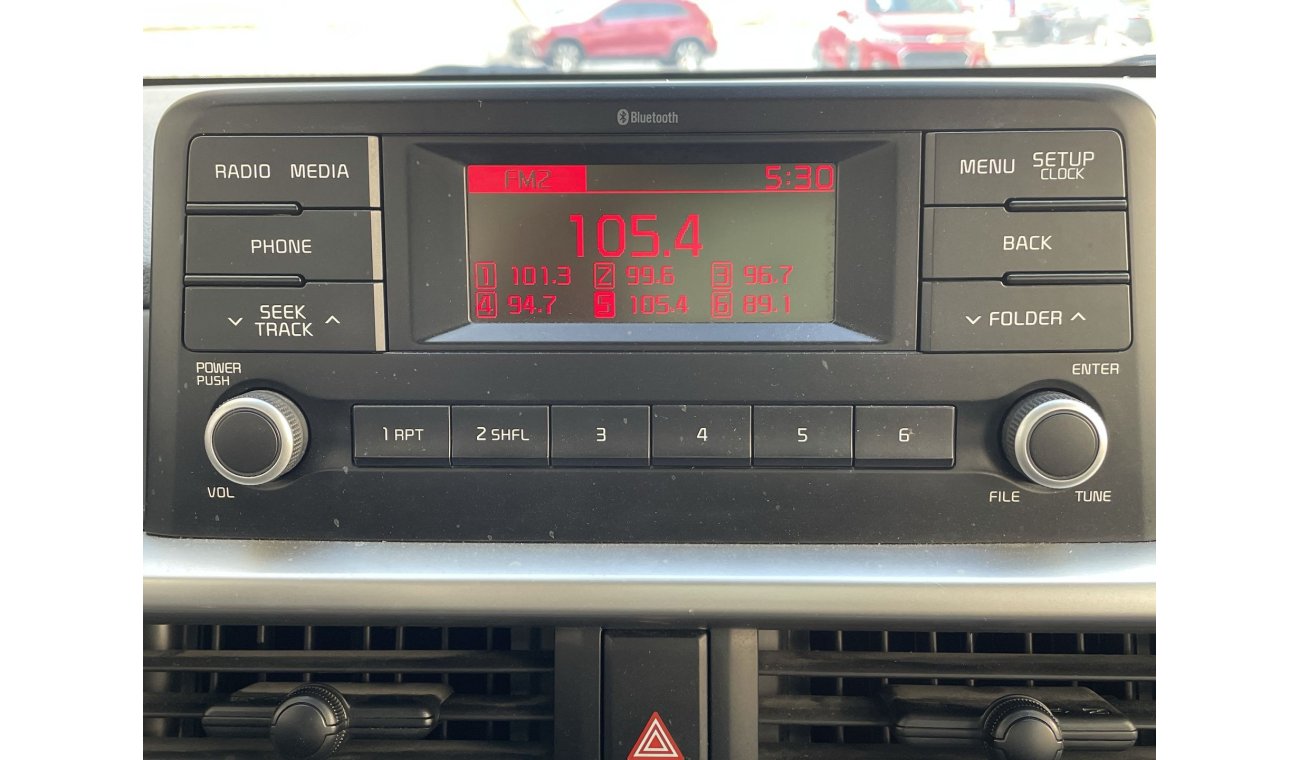 Bluetooth
RADIO MEDIA
FM2 5:30
MENU SETUP
CLOCK
PHONE
105.4
BACK
1 101.3 2 99.6 3 96.7
4 94.7 5 105.4 6 89.1
SEEK
TRACK
FOLDER
POWER
PUSH
ENTER
1 RPT 2 SHFL 3 4 5 6
VOL
FILE TUNE